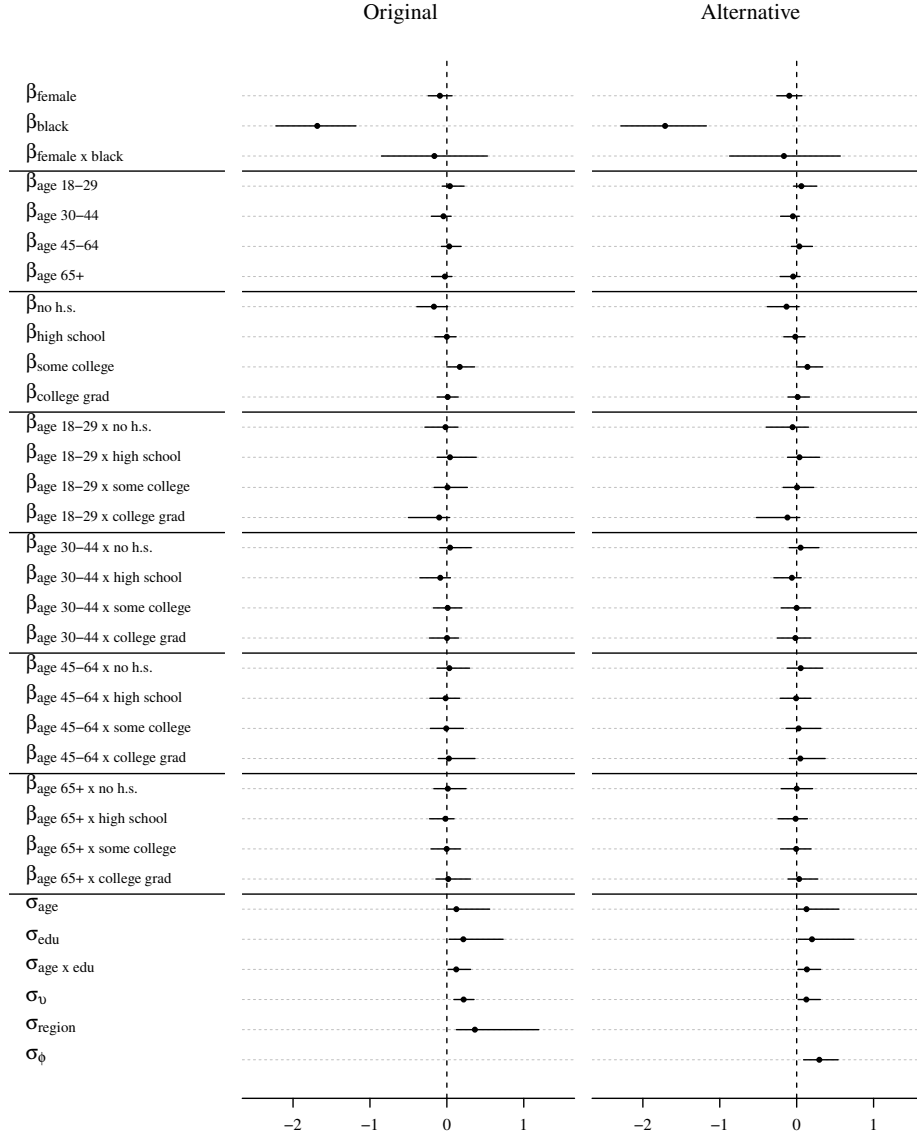 Original Alternative
βfemale
βblack
βfemale x black
βage 18−29
βage 30−44
βage 45−64
βage 65+
βno h.s.
βhigh school
βsome college
βcollege grad
βage 18−29 x no h.s.
βage 18−29 x high school
βage 18−29 x some college
βage 18−29 x college grad
βage 30−44 x no h.s.
βage 30−44 x high school
βage 30−44 x some college
βage 30−44 x college grad
βage 45−64 x no h.s.
βage 45−64 x high school
βage 45−64 x some college
βage 45−64 x college grad
βage 65+ x no h.s.
βage 65+ x high school
βage 65+ x some college
βage 65+ x college grad
σage
σedu
σage x edu
συ
σregion
σϕ
−2 −1 0 1 −2 −1 0 1